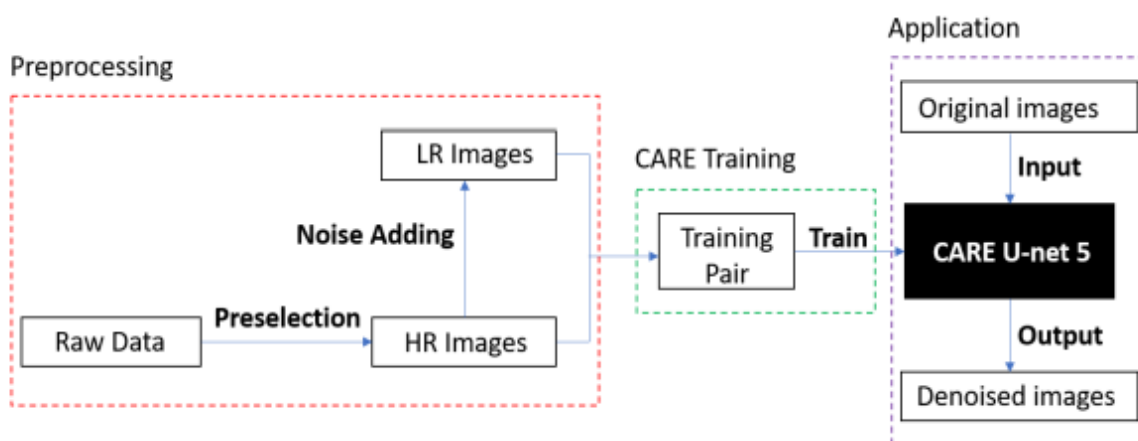 Preprocessing
LR Images
Noise Adding
Raw Data
Preselection
HR Images
CARE Training
Training
Pair
Train
Application
Original images
Input
CARE U-net 5
Output
Denoised images